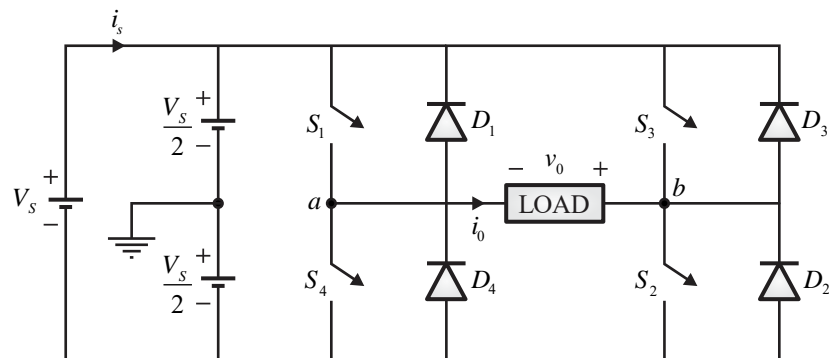 i_s
V_s + −
V_s/2 + −
V_s/2 + −
S_1
D_1
S_3
D_3
− v_0 +
a
LOAD
b
i_0
S_4
D_4
S_2
D_2